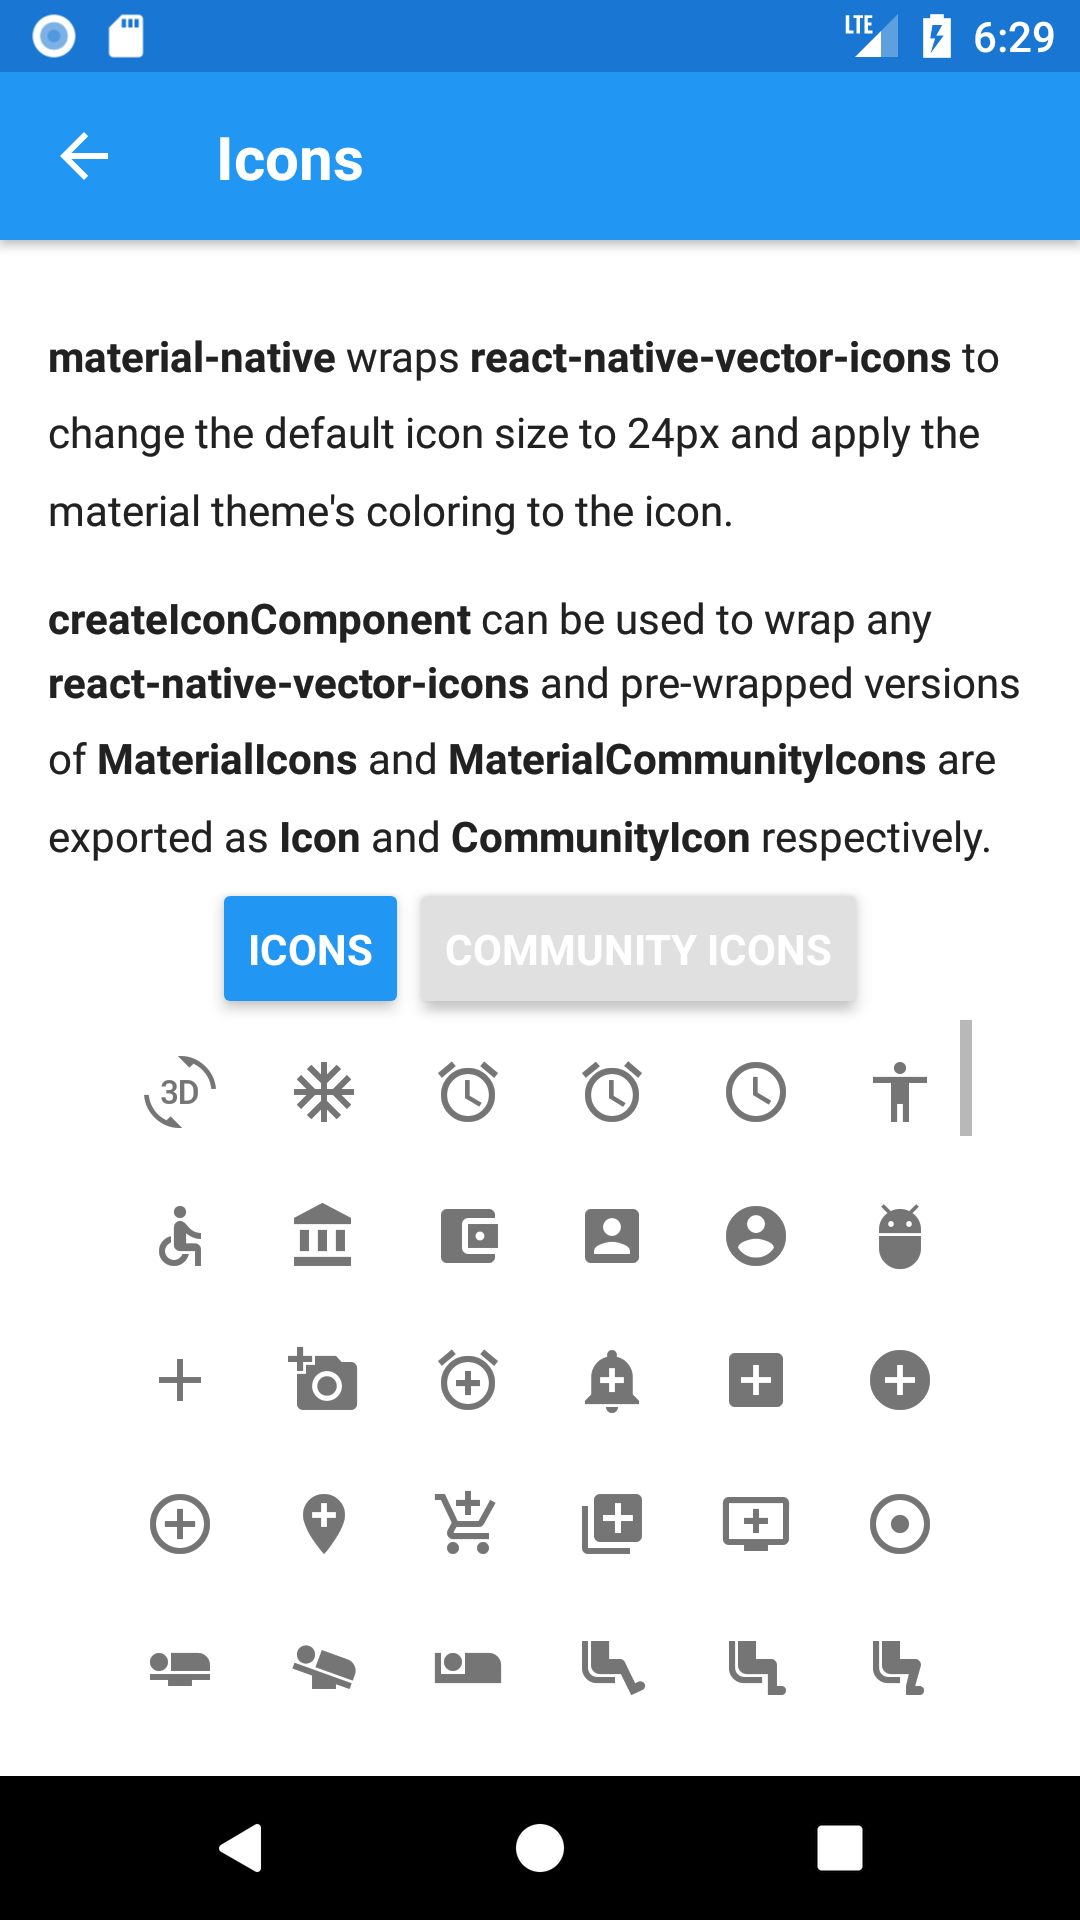 LTE 6:29
Icons
material-native wraps react-native-vector-icons to
change the default icon size to 24px and apply the
material theme's coloring to the icon.
createIconComponent can be used to wrap any
react-native-vector-icons and pre-wrapped versions
of MaterialIcons and MaterialCommunityIcons are
exported as Icon and CommunityIcon respectively.
ICONS COMMUNITY ICONS
3D